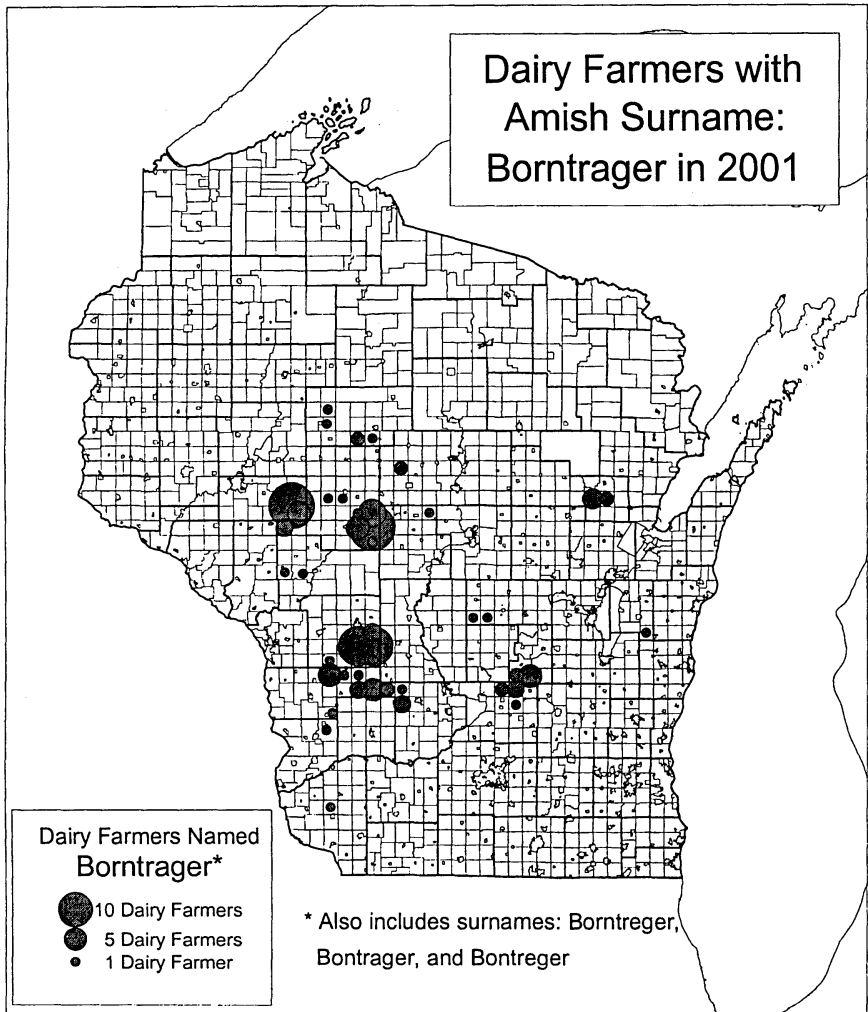 Dairy Farmers with
Amish Surname:
Borntrager in 2001
Dairy Farmers Named
Borntrager*
10 Dairy Farmers
5 Dairy Farmers
1 Dairy Farmer
* Also includes surnames: Borntreger,
Bontrager, and Bontreger